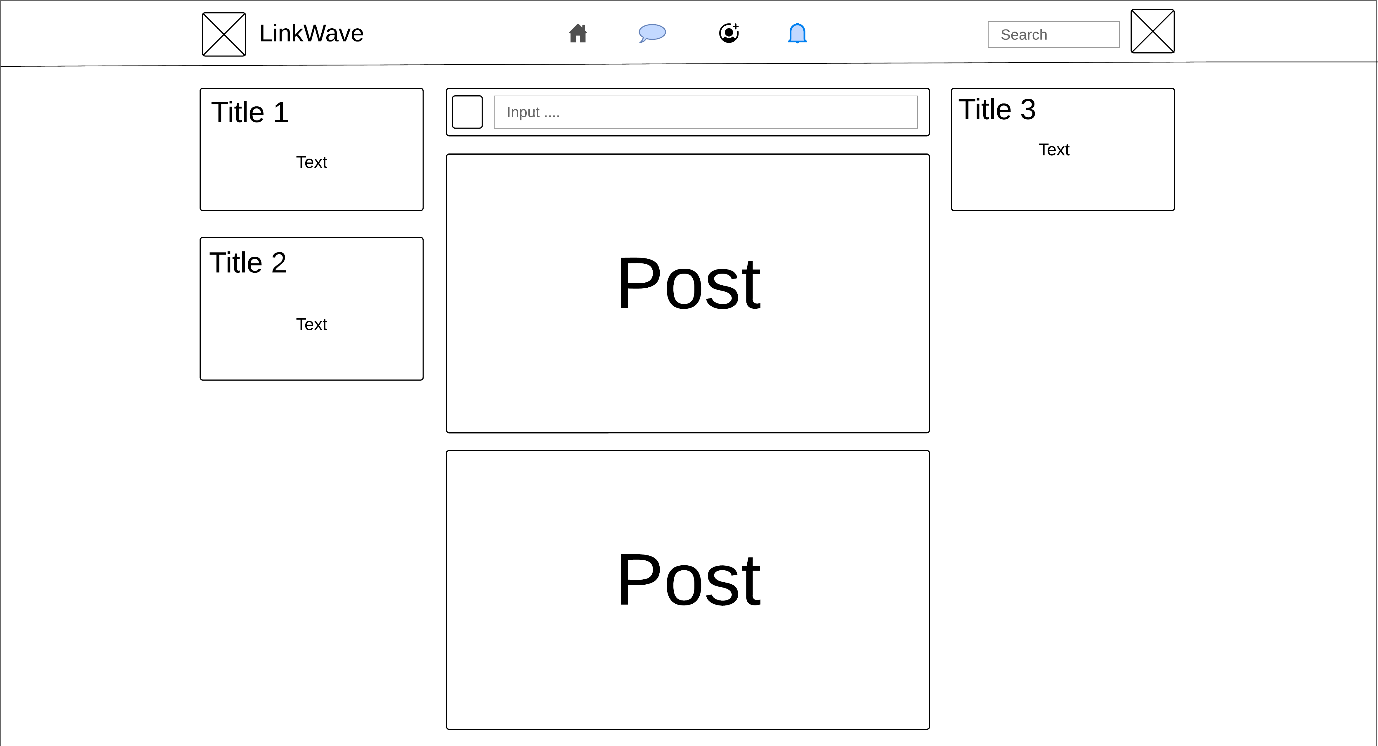 LinkWave
Search
Title 1
Text
Title 2
Text
Input ....
Post
Post
Title 3
Text